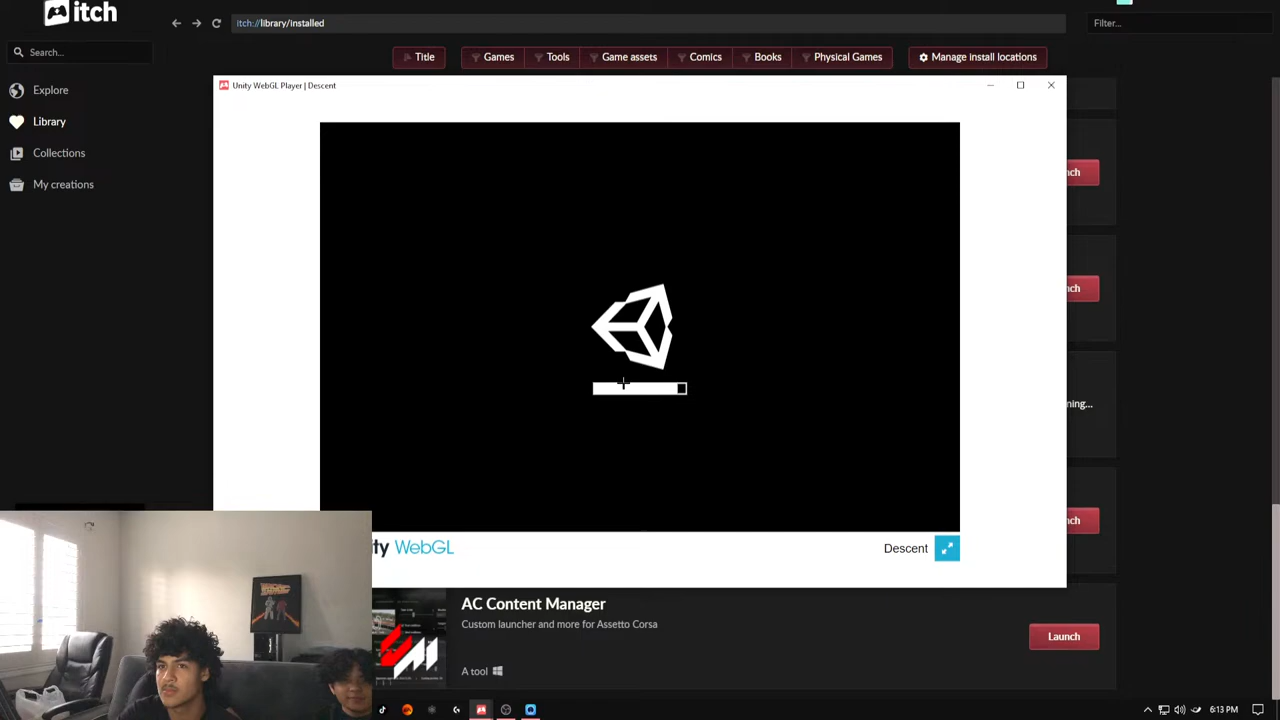 itch
itch://library/installed
Filter...
Search...
Title
Games
Tools
Game assets
Comics
Books
Physical Games
Manage install locations
Explore
Library
Collections
My creations
Unity WebGL Player | Descent
nch
nch
ning...
nch
ity WebGL
Descent
AC Content Manager
Custom launcher and more for Assetto Corsa
A tool
Launch
6:13 PM